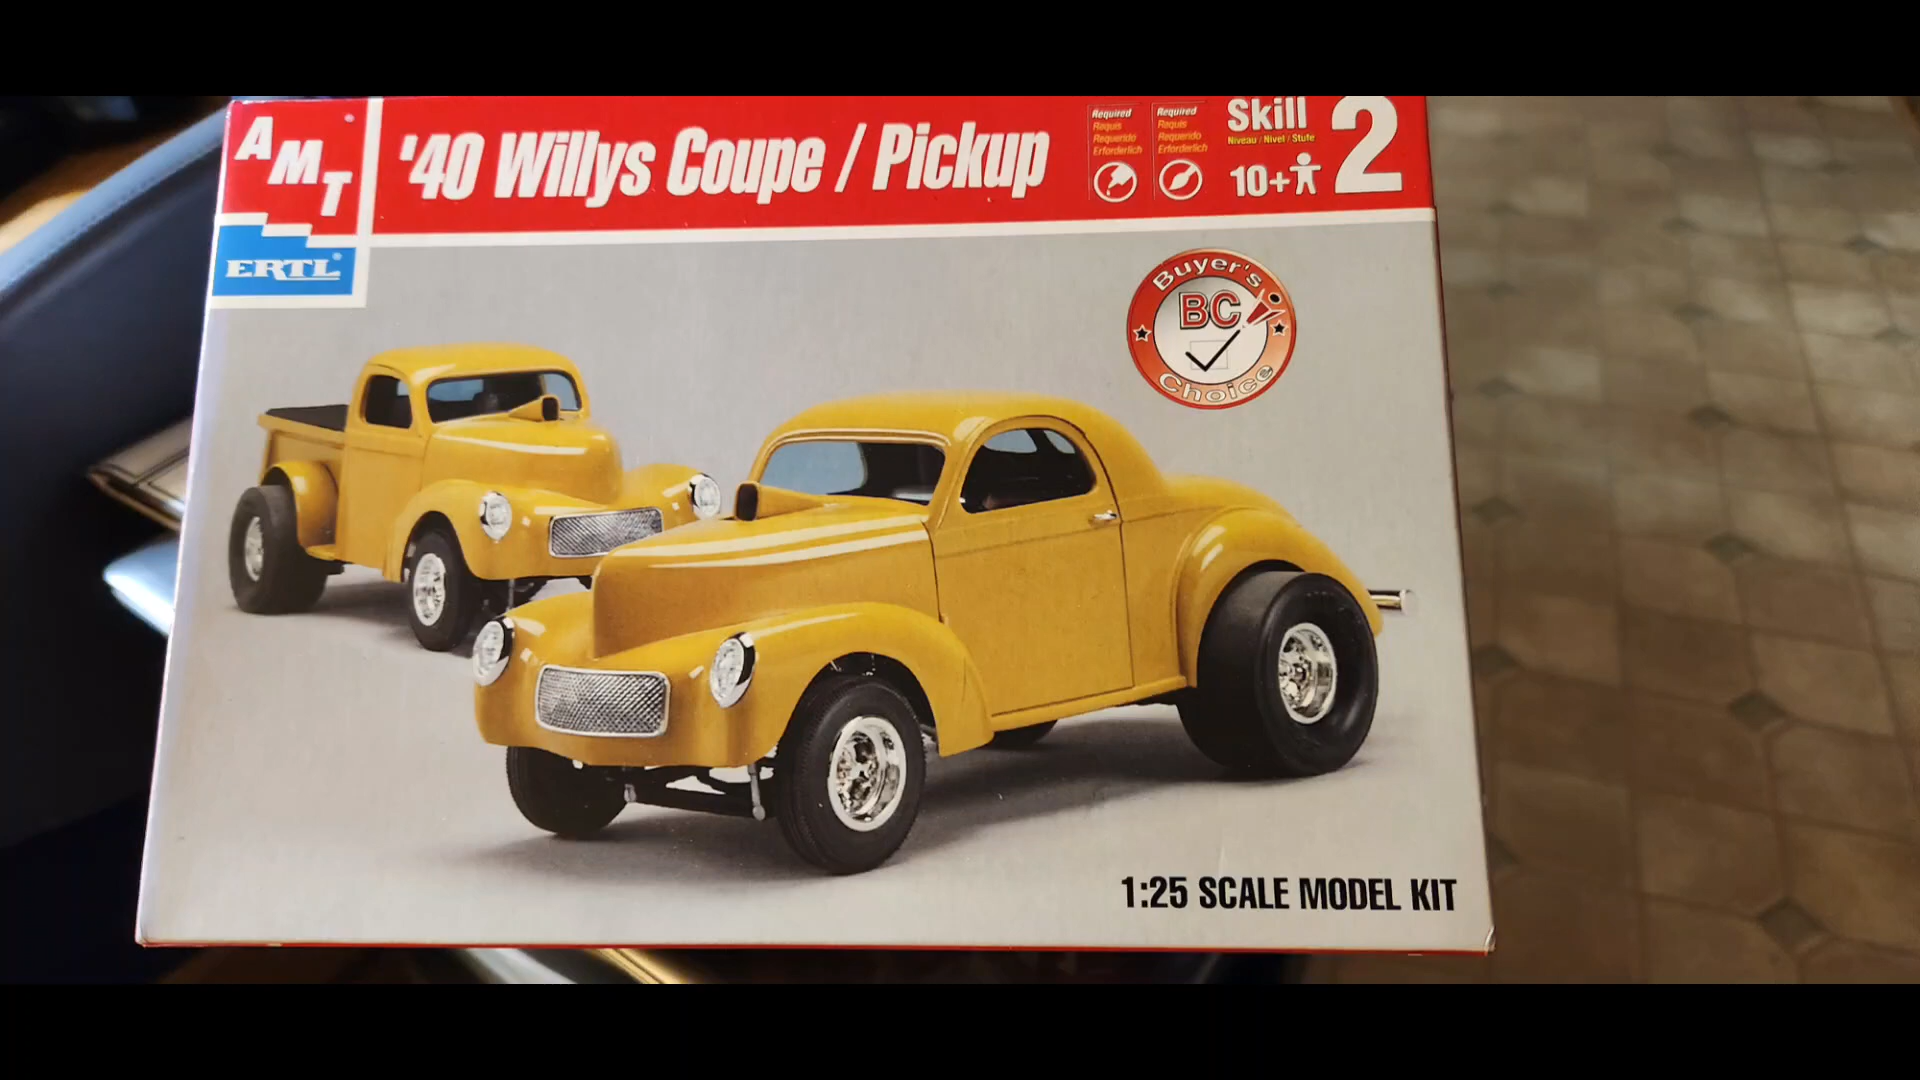 AMT
ERTL®
'40 Willys Coupe / Pickup
Required
Requis
Requerido
Erforderlich
Required
Requis
Requerido
Erforderlich
Skill 2
Niveau / Nivel / Stufe
10+
Buyer's
BC
Choice
1:25 SCALE MODEL KIT